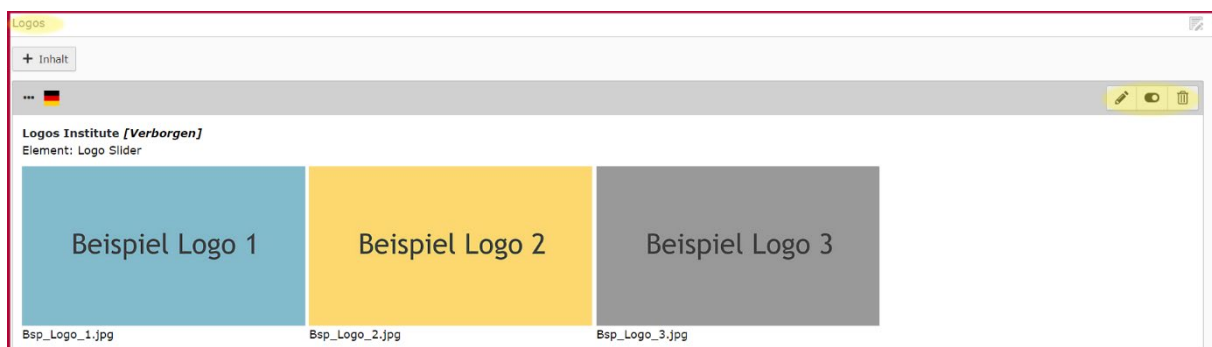 Logos
+ Inhalt
Logos Institute [Verborgen]
Element: Logo Slider
Beispiel Logo 1
Beispiel Logo 2
Beispiel Logo 3
Bsp_Logo_1.jpg
Bsp_Logo_2.jpg
Bsp_Logo_3.jpg